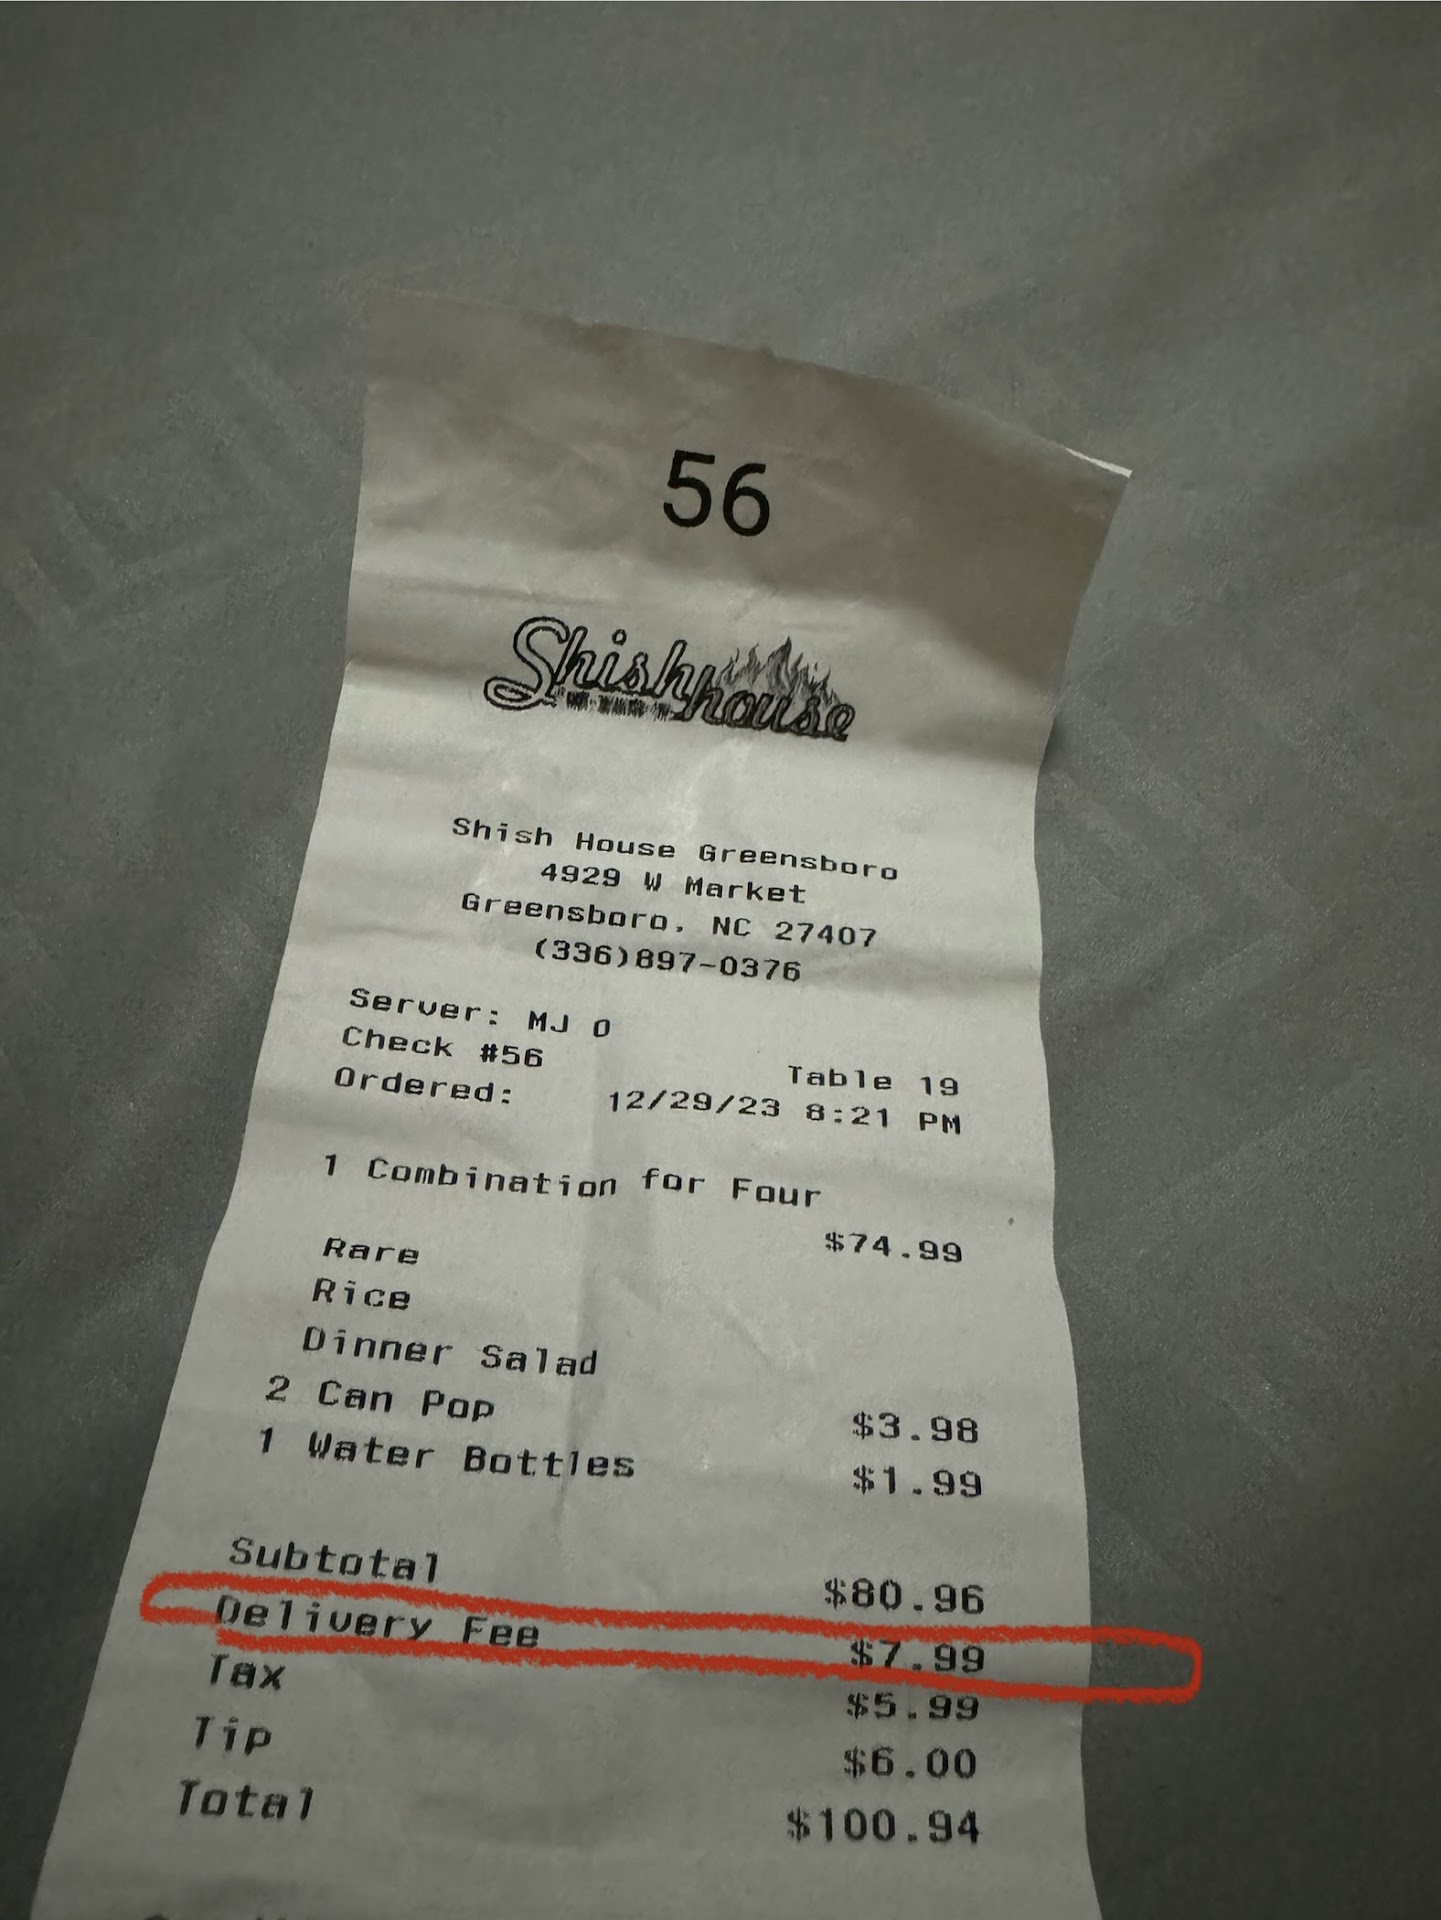 56
Shish house
Shish House Greensboro
4929 W Market
Greensboro, NC 27407
(336)897-0376
Server: MJ O
Check #56
Table 19
Ordered: 12/29/23 8:21 PM
1 Combination for Four
$74.99
Rare
Rice
Dinner Salad
2 Can Pop $3.98
1 Water Bottles $1.99
Subtotal $80.96
Delivery Fee $7.99
Tax $5.99
Tip $6.00
Total $100.94